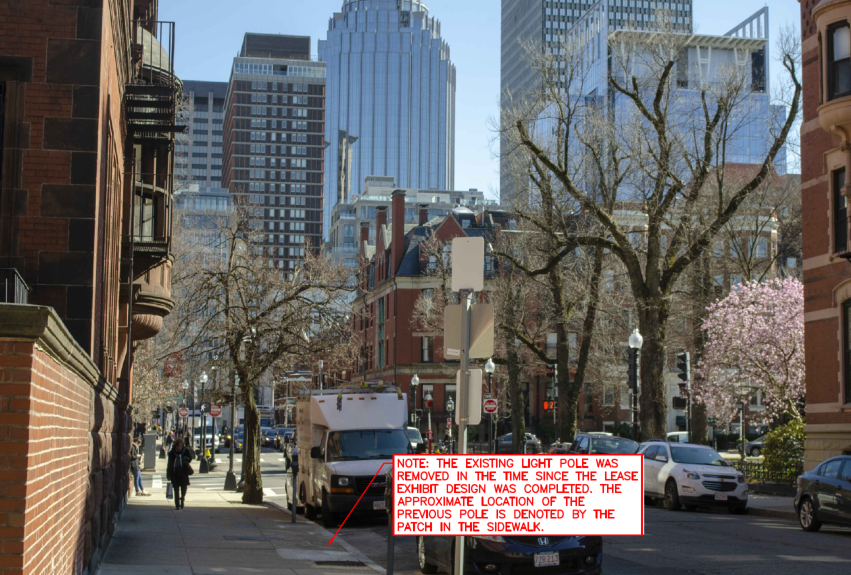 NOTE: THE EXISTING LIGHT POLE WAS
REMOVED IN THE TIME SINCE THE LEASE
EXHIBIT DESIGN WAS COMPLETED. THE
APPROXIMATE LOCATION OF THE
PREVIOUS POLE IS DENOTED BY THE
PATCH IN THE SIDEWALK.